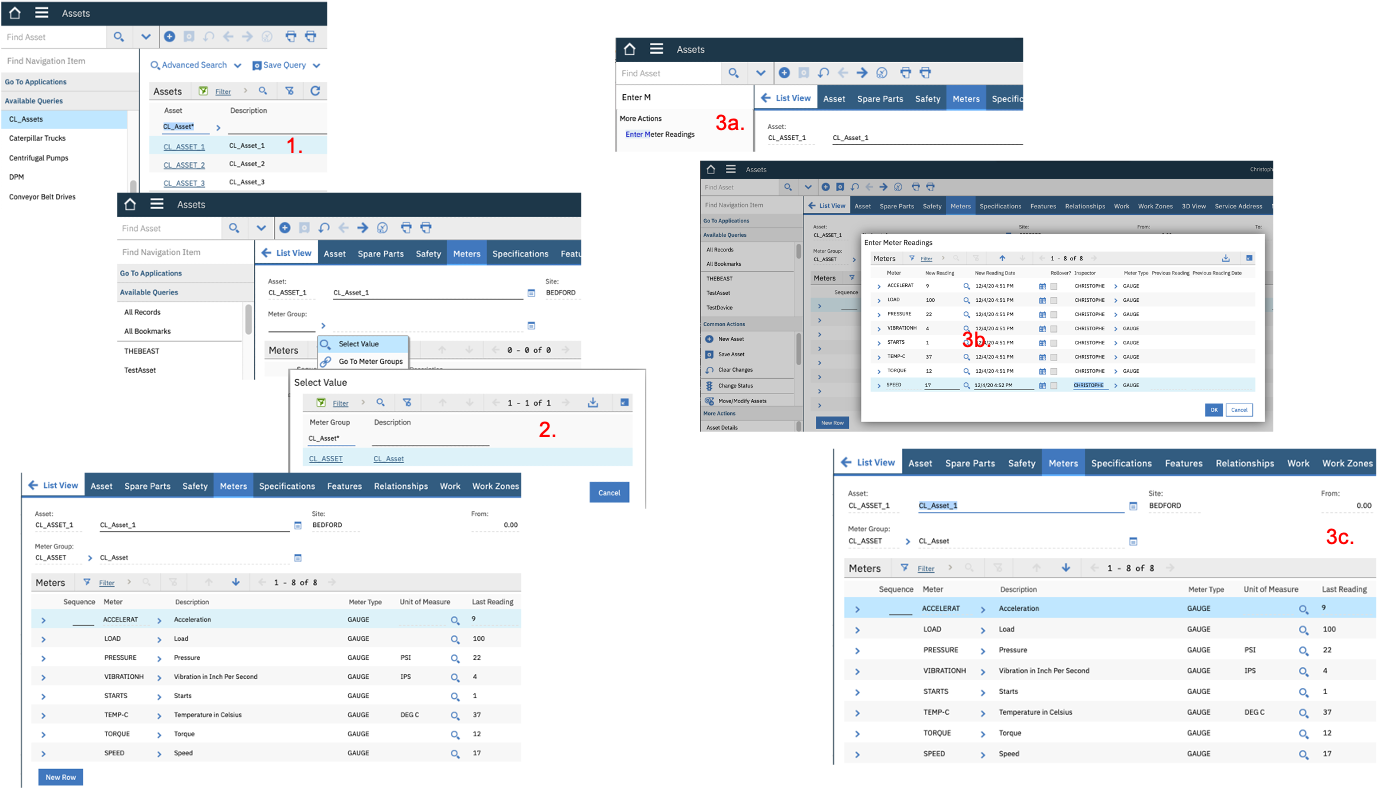 Assets
Find Asset
Find Navigation Item
Go To Applications
Available Queries
CL_Assets
Caterpillar Trucks
Centrifugal Pumps
DPM
Conveyor Belt Drives
Advanced Search Save Query
Assets Filter
Asset Description
CL_Asset*
CL_ASSET_1 CL_Asset_1
CL_ASSET_2 CL_Asset_2
CL_ASSET_3 CL_Asset_3
1.
Assets
Find Asset
Find Navigation Item
Go To Applications
Available Queries
All Records
All Bookmarks
THEBEAST
TestAsset
List View Asset Spare Parts Safety Meters Specifications Featu
Asset: Site:
CL_ASSET_1 CL_Asset_1 BEDFORD
Meter Group:
Select Value
Go To Meter Groups
Meters 0 - 0 of 0
Select Value
Filter 1 - 1 of 1
Meter Group Description
CL_Asset*
CL_ASSET CL_Asset
2.
Cancel
List View Asset Spare Parts Safety Meters Specifications Features Relationships Work Work Zones
Asset: Site: From:
CL_ASSET_1 CL_Asset_1 BEDFORD 0.00
Meter Group:
CL_ASSET CL_Asset
Meters Filter 1 - 8 of 8
Sequence Meter Description Meter Type Unit of Measure Last Reading
ACCELERAT Acceleration GAUGE 9
LOAD Load GAUGE 100
PRESSURE Pressure GAUGE PSI 22
VIBRATIONH Vibration in Inch Per Second GAUGE IPS 4
STARTS Starts GAUGE 1
TEMP-C Temperature in Celsius GAUGE DEG C 37
TORQUE Torque GAUGE 12
SPEED Speed GAUGE 17
New Row
Assets
Find Asset
Enter M
More Actions
Enter Meter Readings
3a.
List View Asset Spare Parts Safety Meters Specific
Asset:
CL_ASSET_1 CL_Asset_1
Assets Christoph
Find Asset
Find Navigation Item
Go To Applications
Available Queries
All Records
All Bookmarks
THEBEAST
TestAsset
TestDevice
Common Actions
New Asset
Save Asset
Clear Changes
Change Status
Move/Modify Assets
More Actions
Asset Details
List View Asset Spare Parts Safety Meters Specifications Features Relationships Work Work Zones 3D View Service Address
Asset: Site: From: To:
CL_ASSET_1
Meter Group:
CL_ASSET
Meters
Sequence
New Row
Enter Meter Readings
Meters Filter 1 - 8 of 8
Meter New Reading New Reading Date Rollover? Inspector Meter Type Previous Reading Previous Reading Date
ACCELERAT 9 12/4/20 4:51 PM CHRISTOPHE GAUGE
LOAD 100 12/4/20 4:51 PM CHRISTOPHE GAUGE
PRESSURE 22 12/4/20 4:51 PM CHRISTOPHE GAUGE
VIBRATIONH 4 12/4/20 4:51 PM CHRISTOPHE GAUGE
STARTS 1 12/4/20 4:51 PM CHRISTOPHE GAUGE
TEMP-C 37 12/4/20 4:51 PM CHRISTOPHE GAUGE
TORQUE 12 12/4/20 4:51 PM CHRISTOPHE GAUGE
SPEED 17 12/4/20 4:52 PM CHRISTOPHE GAUGE
3b.
OK Cancel
List View Asset Spare Parts Safety Meters Specifications Features Relationships Work Work Zones
Asset: Site: From:
CL_ASSET_1 CL_Asset_1 BEDFORD 0.00
Meter Group:
CL_ASSET CL_Asset
3c.
Meters Filter 1 - 8 of 8
Sequence Meter Description Meter Type Unit of Measure Last Reading
ACCELERAT Acceleration GAUGE 9
LOAD Load GAUGE 100
PRESSURE Pressure GAUGE PSI 22
VIBRATIONH Vibration in Inch Per Second GAUGE IPS 4
STARTS Starts GAUGE 1
TEMP-C Temperature in Celsius GAUGE DEG C 37
TORQUE Torque GAUGE 12
SPEED Speed GAUGE 17